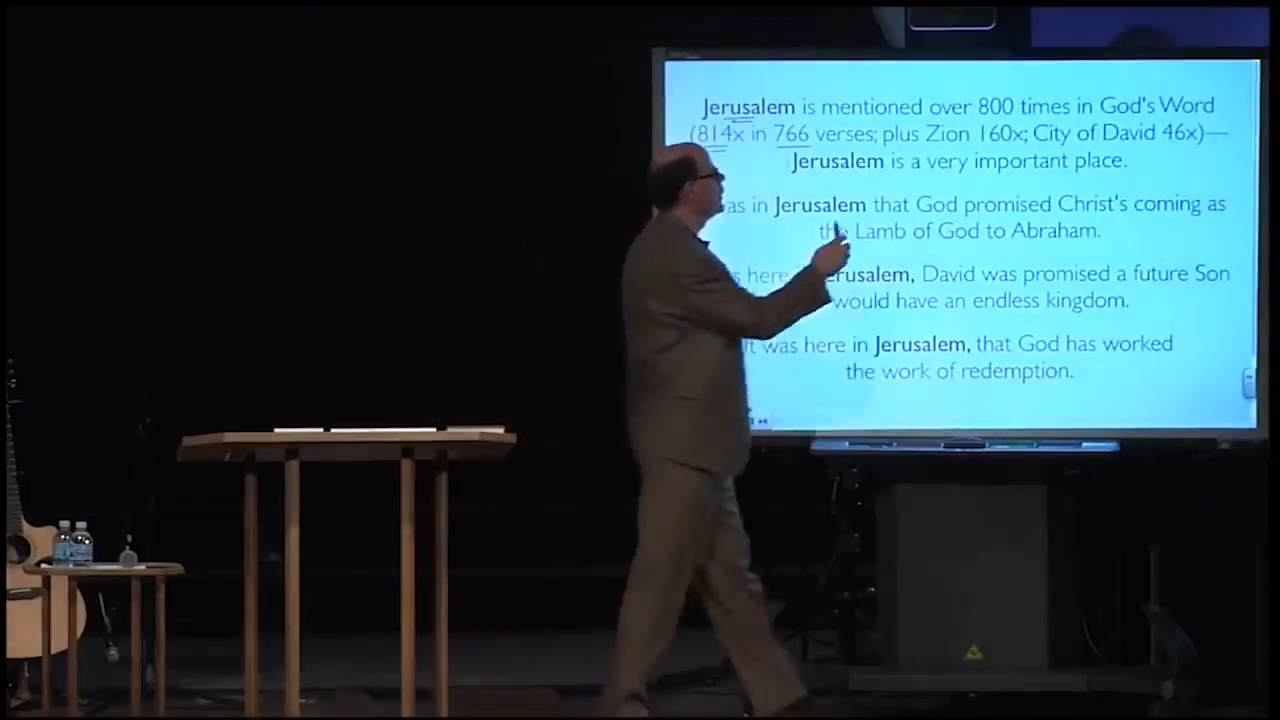 Jerusalem is mentioned over 800 times in God's Word
(814x in 766 verses; plus Zion 160x; City of David 46x)—
Jerusalem is a very important place.
as in Jerusalem that God promised Christ's coming as
the Lamb of God to Abraham.
s here Jerusalem, David was promised a future Son
would have an endless kingdom.
It was here in Jerusalem, that God has worked
the work of redemption.